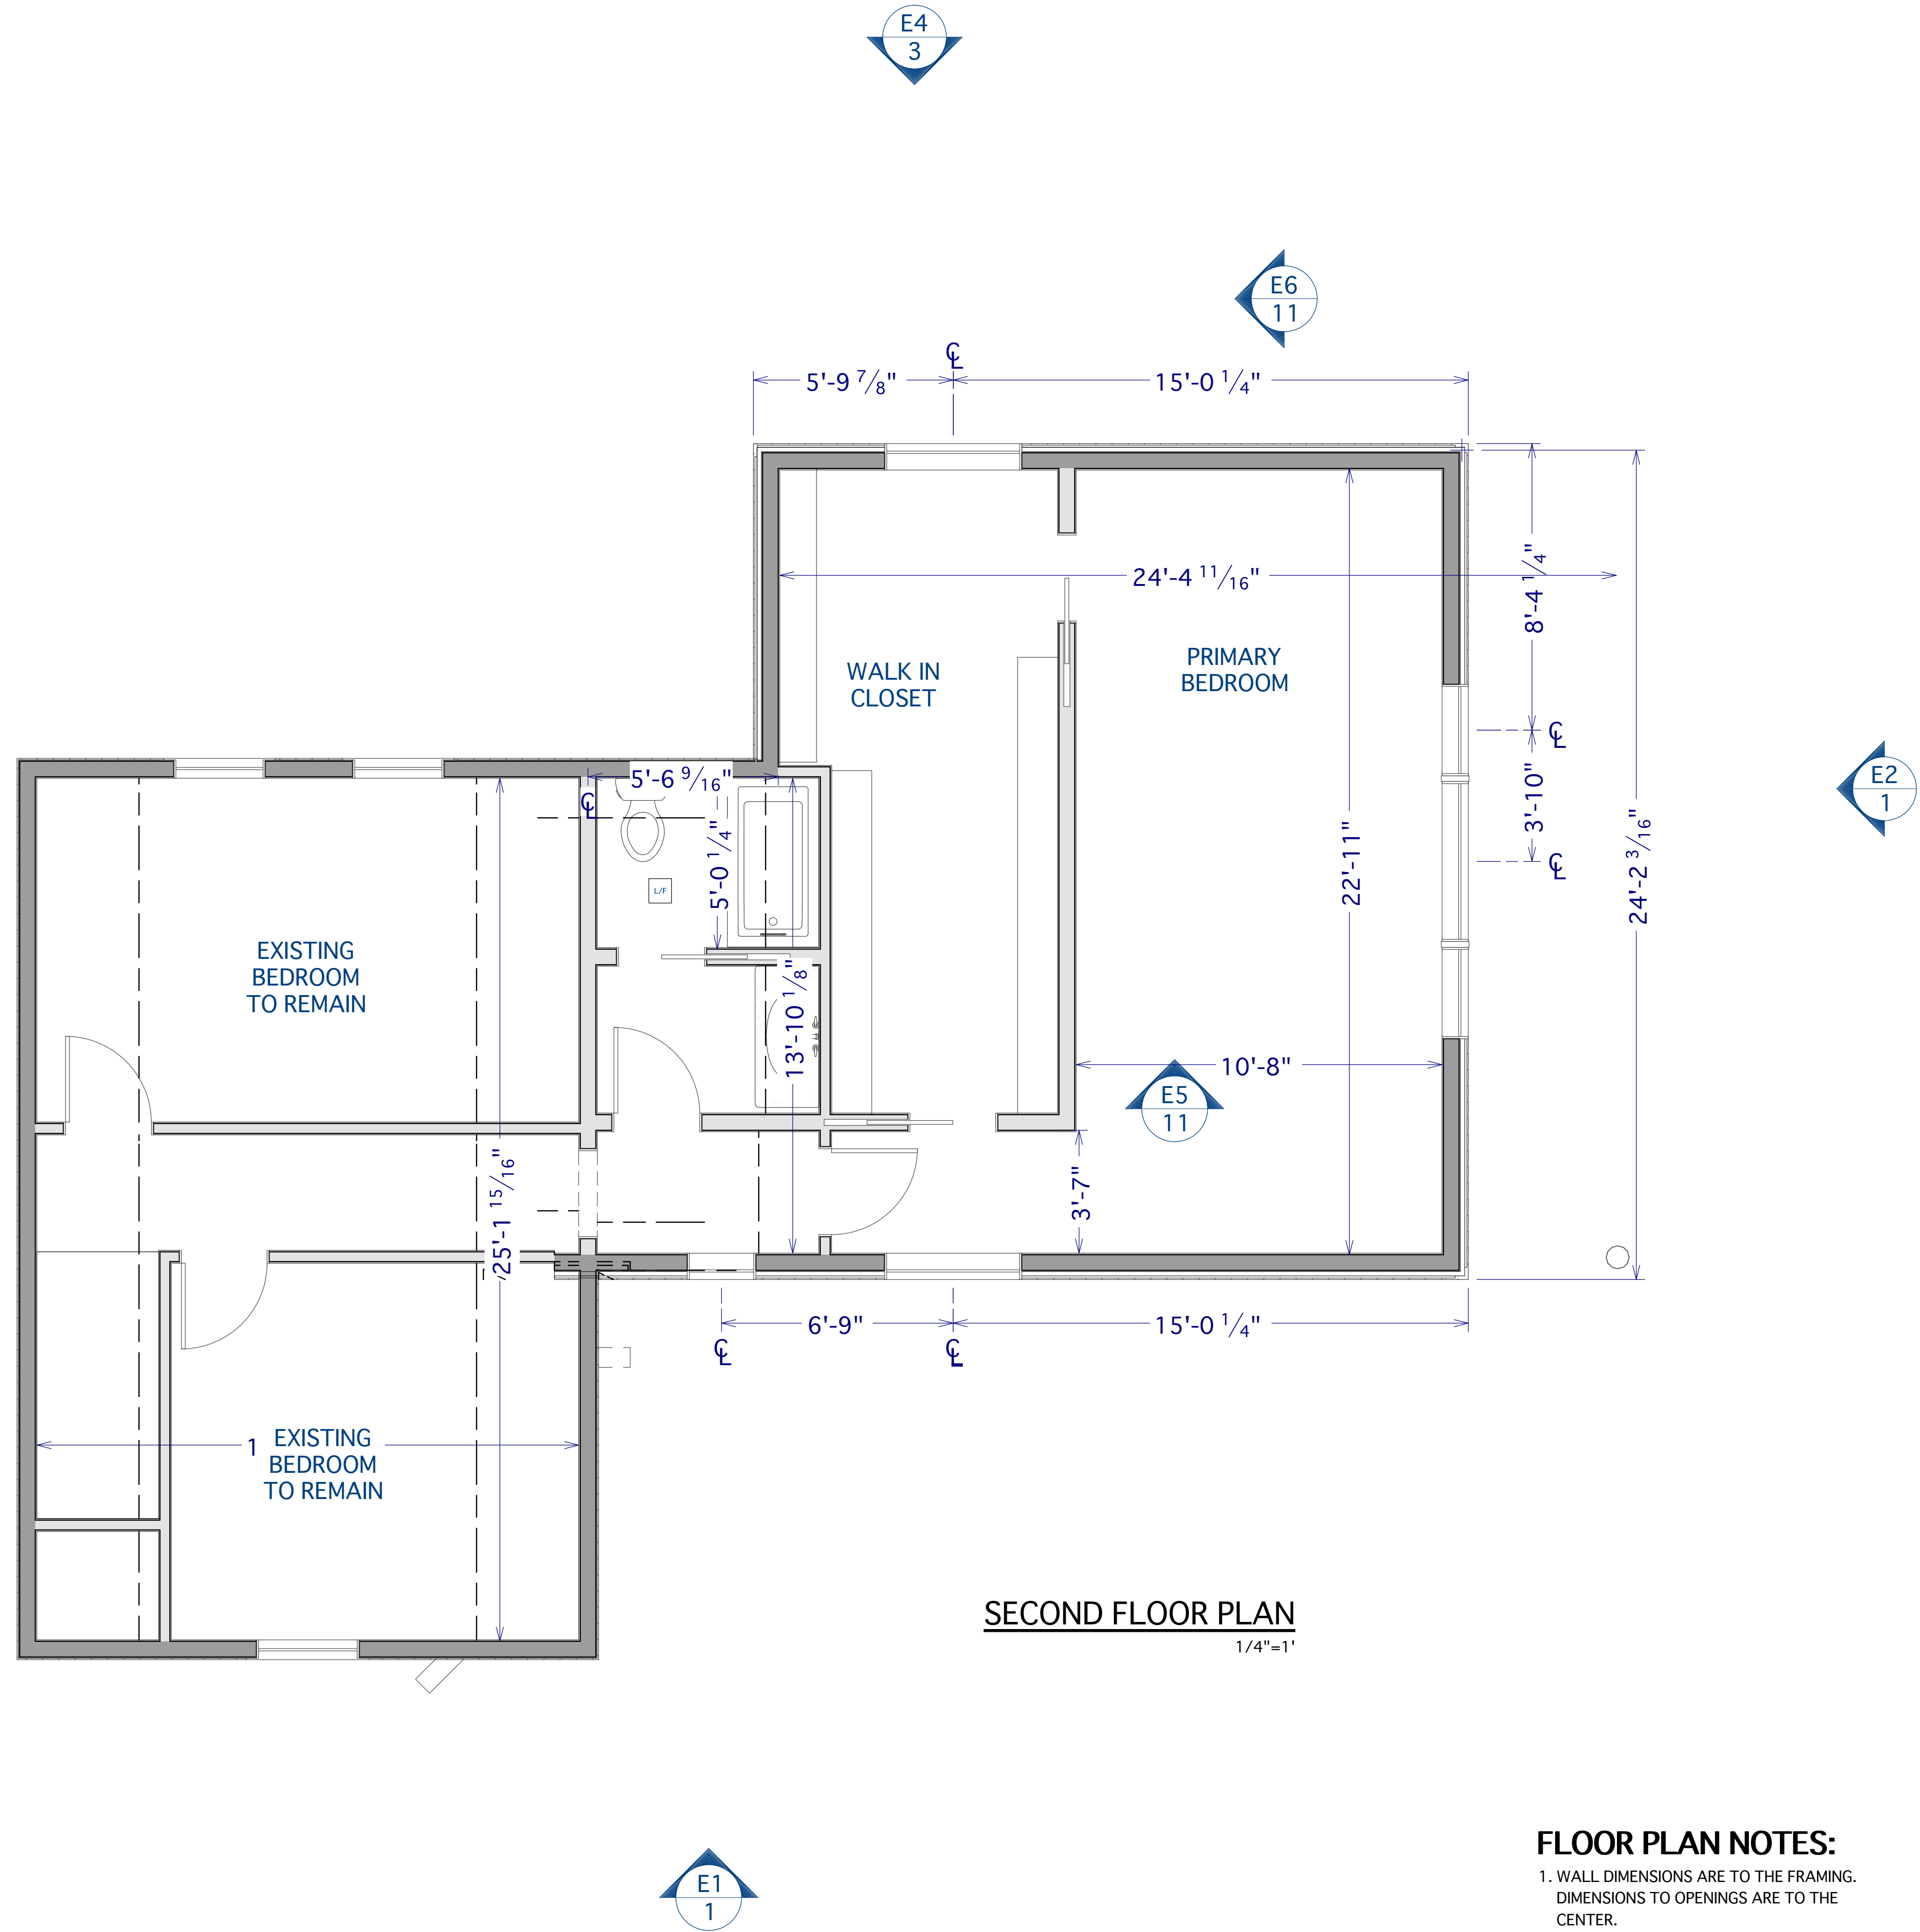 E4
3
E6
11
℄
5'-9 7/8"
15'-0 1/4"
24'-4 11/16"
8'-4 1/4"
WALK IN
CLOSET
PRIMARY
BEDROOM
℄
3'-10"
E2
1
5'-6 9/16"
℄
5'-0 1/4"
22'-11"
24'-2 3/16"
℄
L/F
EXISTING
BEDROOM
TO REMAIN
13'-10 1/8"
10'-8"
E5
11
25'-1 15/16"
3'-7"
6'-9"
15'-0 1/4"
℄
℄
1
EXISTING
BEDROOM
TO REMAIN
SECOND FLOOR PLAN
1/4"=1'
FLOOR PLAN NOTES:
1. WALL DIMENSIONS ARE TO THE FRAMING.
DIMENSIONS TO OPENINGS ARE TO THE
CENTER.
E1
1